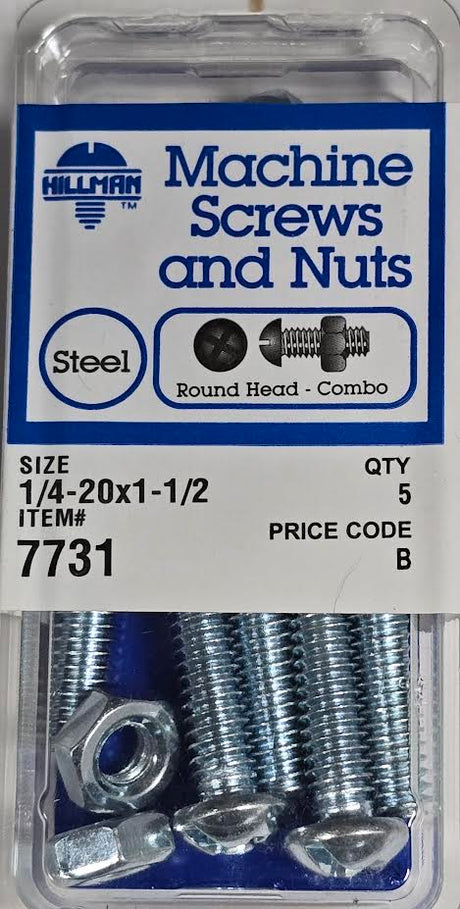 HILLMAN
TM
Machine
Screws
and Nuts
Steel
Round Head - Combo
SIZE
1/4-20x1-1/2
ITEM#
7731
QTY
5
PRICE CODE
B